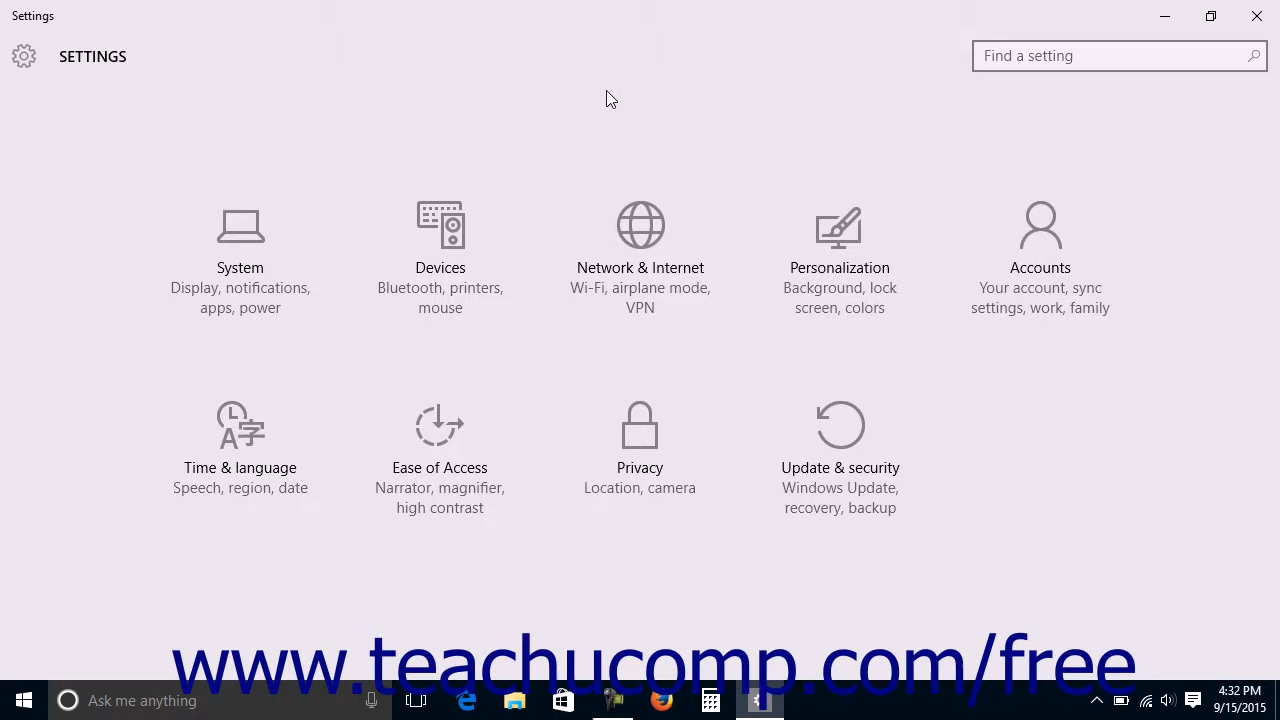 Settings
SETTINGS
Find a setting
System
Display, notifications,
apps, power
Devices
Bluetooth, printers,
mouse
Network & Internet
Wi-Fi, airplane mode,
VPN
Personalization
Background, lock
screen, colors
Accounts
Your account, sync
settings, work, family
Time & language
Speech, region, date
Ease of Access
Narrator, magnifier,
high contrast
Privacy
Location, camera
Update & security
Windows Update,
recovery, backup
www.teachucomp.com/free
Ask me anything
4:32 PM
9/15/2015